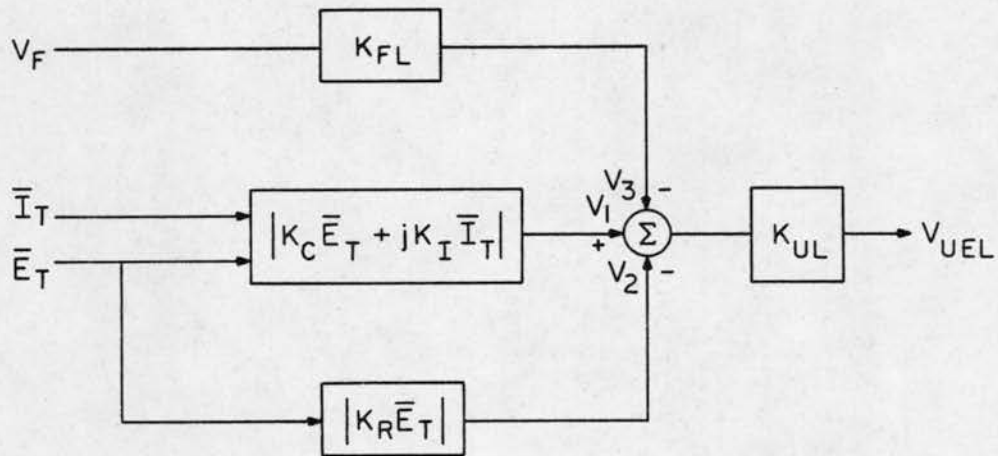 V_F
K_FL
V_3 -
Ī_T
V_1
|K_C Ē_T + jK_I Ī_T|
+
Σ
K_UL
V_UEL
Ē_T
V_2 -
|K_R Ē_T|